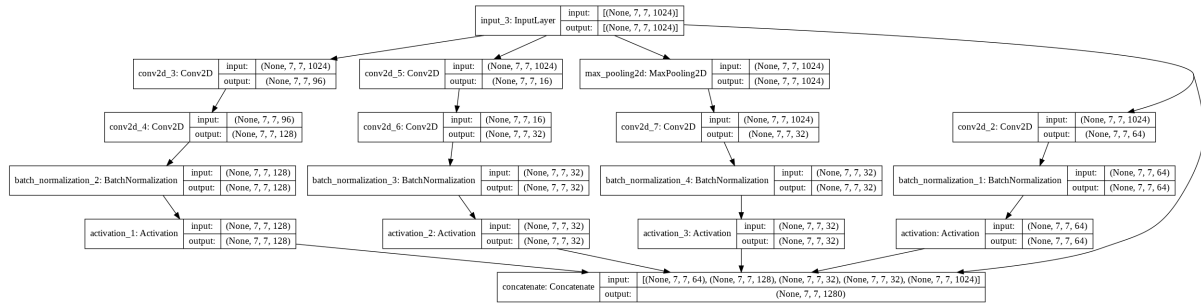 input_3: InputLayer input: [(None, 7, 7, 1024)]
output: [(None, 7, 7, 1024)]
conv2d_3: Conv2D input: (None, 7, 7, 1024)
output: (None, 7, 7, 96)
conv2d_5: Conv2D input: (None, 7, 7, 1024)
output: (None, 7, 7, 16)
max_pooling2d: MaxPooling2D input: (None, 7, 7, 1024)
output: (None, 7, 7, 1024)
conv2d_4: Conv2D input: (None, 7, 7, 96)
output: (None, 7, 7, 128)
conv2d_6: Conv2D input: (None, 7, 7, 16)
output: (None, 7, 7, 32)
conv2d_7: Conv2D input: (None, 7, 7, 1024)
output: (None, 7, 7, 32)
conv2d_2: Conv2D input: (None, 7, 7, 1024)
output: (None, 7, 7, 64)
batch_normalization_2: BatchNormalization input: (None, 7, 7, 128)
output: (None, 7, 7, 128)
batch_normalization_3: BatchNormalization input: (None, 7, 7, 32)
output: (None, 7, 7, 32)
batch_normalization_4: BatchNormalization input: (None, 7, 7, 32)
output: (None, 7, 7, 32)
batch_normalization_1: BatchNormalization input: (None, 7, 7, 64)
output: (None, 7, 7, 64)
activation_1: Activation input: (None, 7, 7, 128)
output: (None, 7, 7, 128)
activation_2: Activation input: (None, 7, 7, 32)
output: (None, 7, 7, 32)
activation_3: Activation input: (None, 7, 7, 32)
output: (None, 7, 7, 32)
activation: Activation input: (None, 7, 7, 64)
output: (None, 7, 7, 64)
concatenate: Concatenate input: [(None, 7, 7, 64), (None, 7, 7, 128), (None, 7, 7, 32), (None, 7, 7, 32), (None, 7, 7, 1024)]
output: (None, 7, 7, 1280)